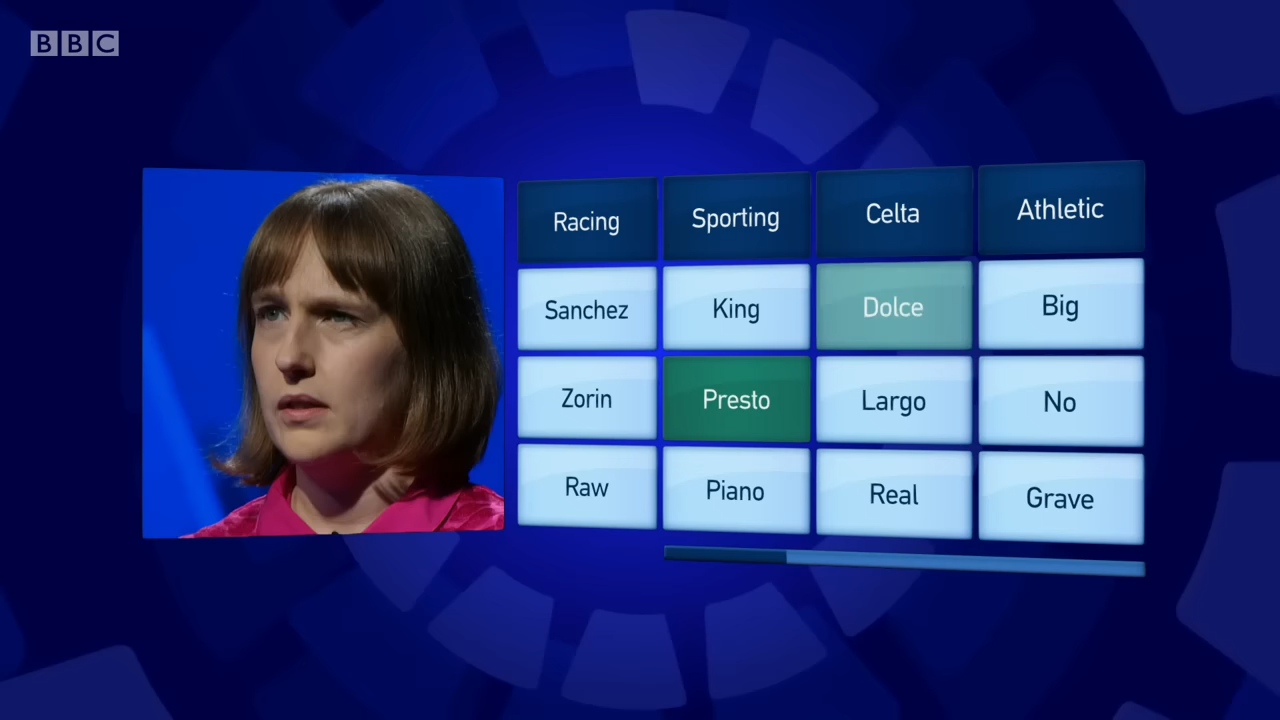 BBC
Racing
Sporting
Celta
Athletic
Sanchez
King
Dolce
Big
Zorin
Presto
Largo
No
Raw
Piano
Real
Grave